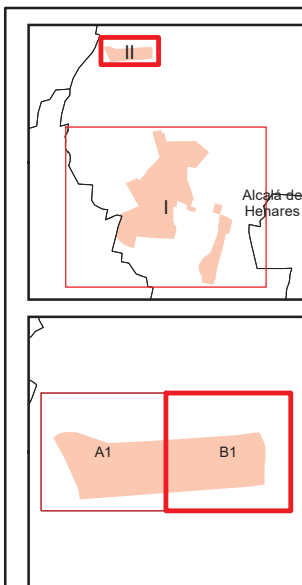 II
I
Alcalá de
Henares
A1 B1